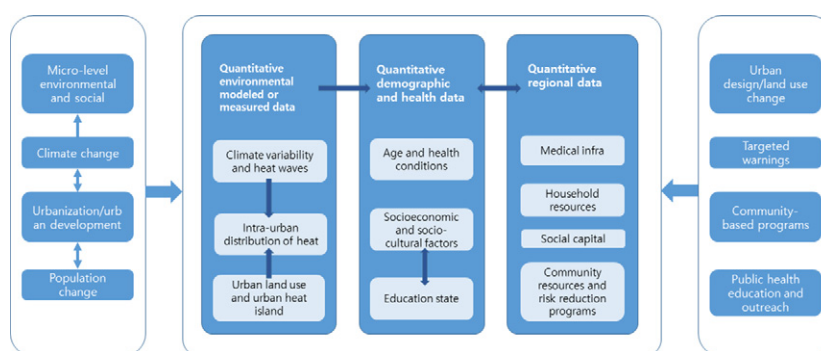 Micro-level
environmental
and social
Climate change
Urbanization/urb
an development
Population
change
Quantitative
environmental
modeled or
measured data
Climate variability
and heat waves
Intra-urban
distribution of heat
Urban land use
and urban heat
island
Quantitative
demographic
and health data
Age and health
conditions
Socioeconomic
and socio-
cultural factors
Education state
Quantitative
regional data
Medical infra
Household
resources
Social capital
Community
resources and
risk reduction
programs
Urban
design/land use
change
Targeted
warnings
Community-
based programs
Public health
education and
outreach